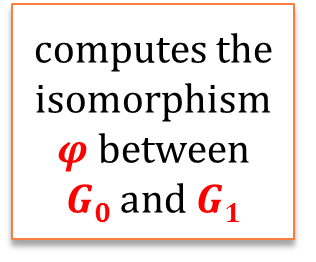 computes the
isomorphism
φ between
G₀ and G₁